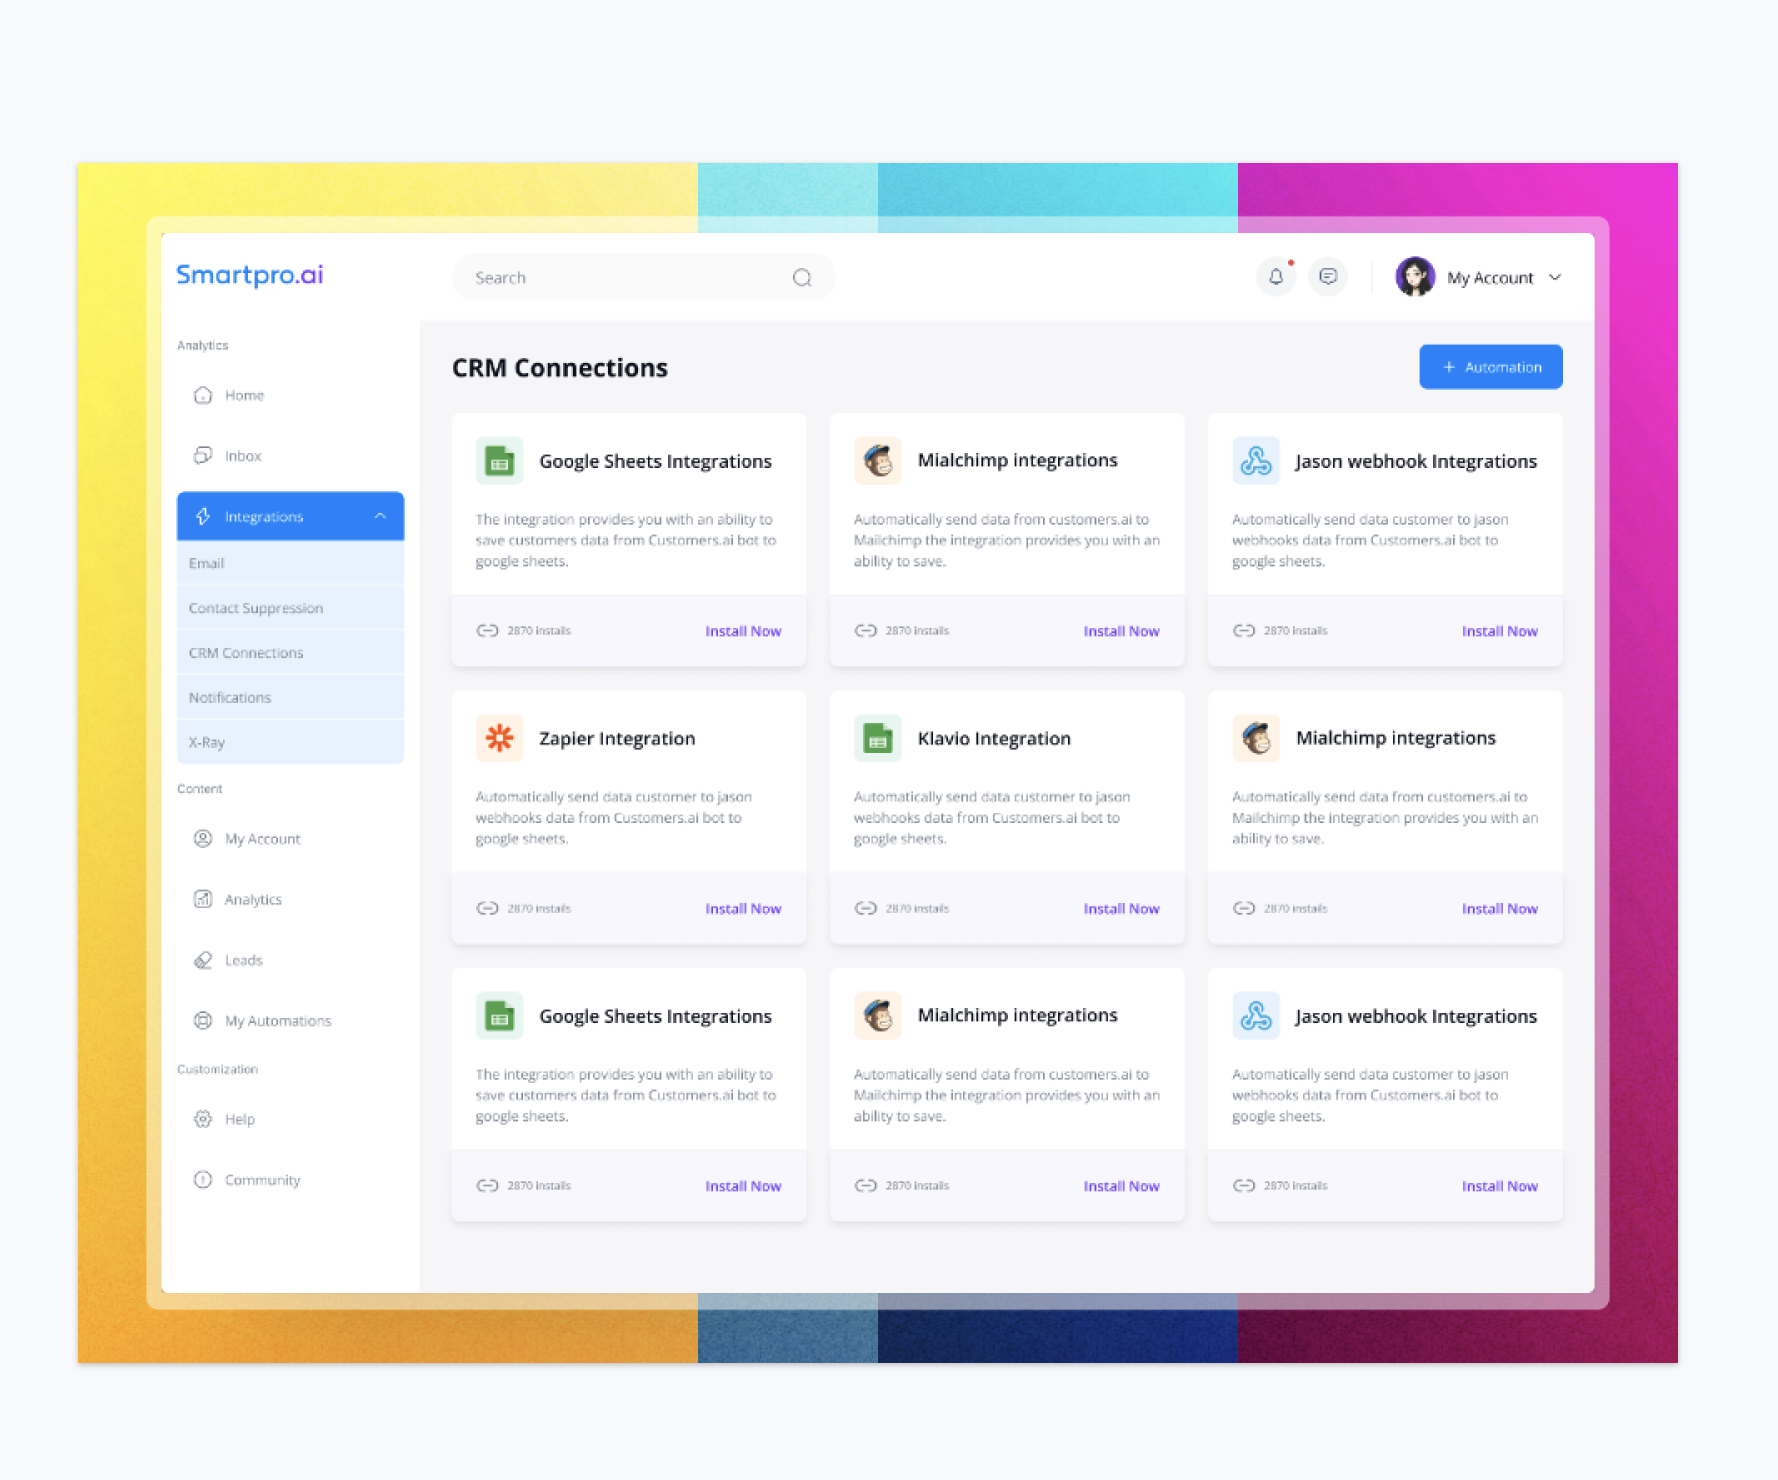 Smartpro.ai
Search
My Account
Analytics
Home
Inbox
Integrations
Email
Contact Suppression
CRM Connections
Notifications
X-Ray
Content
My Account
Analytics
Leads
My Automations
Customization
Help
Community
CRM Connections
+ Automation
Google Sheets Integrations
The integration provides you with an ability to
save customers data from Customers.ai bot to
google sheets.
2870 installs
Install Now
Mialchimp integrations
Automatically send data from customers.ai to
Mailchimp the integration provides you with an
ability to save.
2870 installs
Install Now
Jason webhook Integrations
Automatically send data customer to jason
webhooks data from Customers.ai bot to
google sheets.
2870 installs
Install Now
Zapier Integration
Automatically send data customer to jason
webhooks data from Customers.ai bot to
google sheets.
2870 installs
Install Now
Klavio Integration
Automatically send data customer to jason
webhooks data from Customers.ai bot to
google sheets.
2870 installs
Install Now
Mialchimp integrations
Automatically send data from customers.ai to
Mailchimp the integration provides you with an
ability to save.
2870 installs
Install Now
Google Sheets Integrations
The integration provides you with an ability to
save customers data from Customers.ai bot to
google sheets.
2870 installs
Install Now
Mialchimp integrations
Automatically send data from customers.ai to
Mailchimp the integration provides you with an
ability to save.
2870 installs
Install Now
Jason webhook Integrations
Automatically send data customer to jason
webhooks data from Customers.ai bot to
google sheets.
2870 installs
Install Now